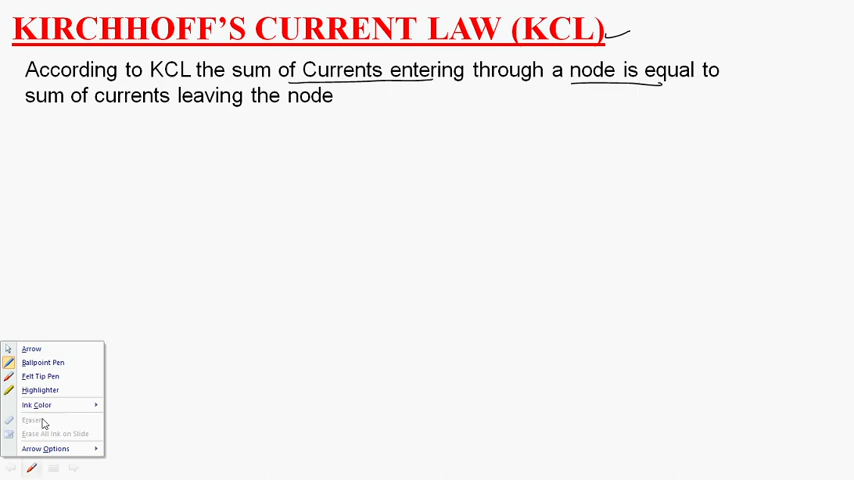 KIRCHHOFF'S CURRENT LAW (KCL)
According to KCL the sum of Currents entering through a node is equal to
sum of currents leaving the node
Arrow
Ballpoint Pen
Felt Tip Pen
Highlighter
Ink Color
Eraser
Erase All Ink on Slide
Arrow Options